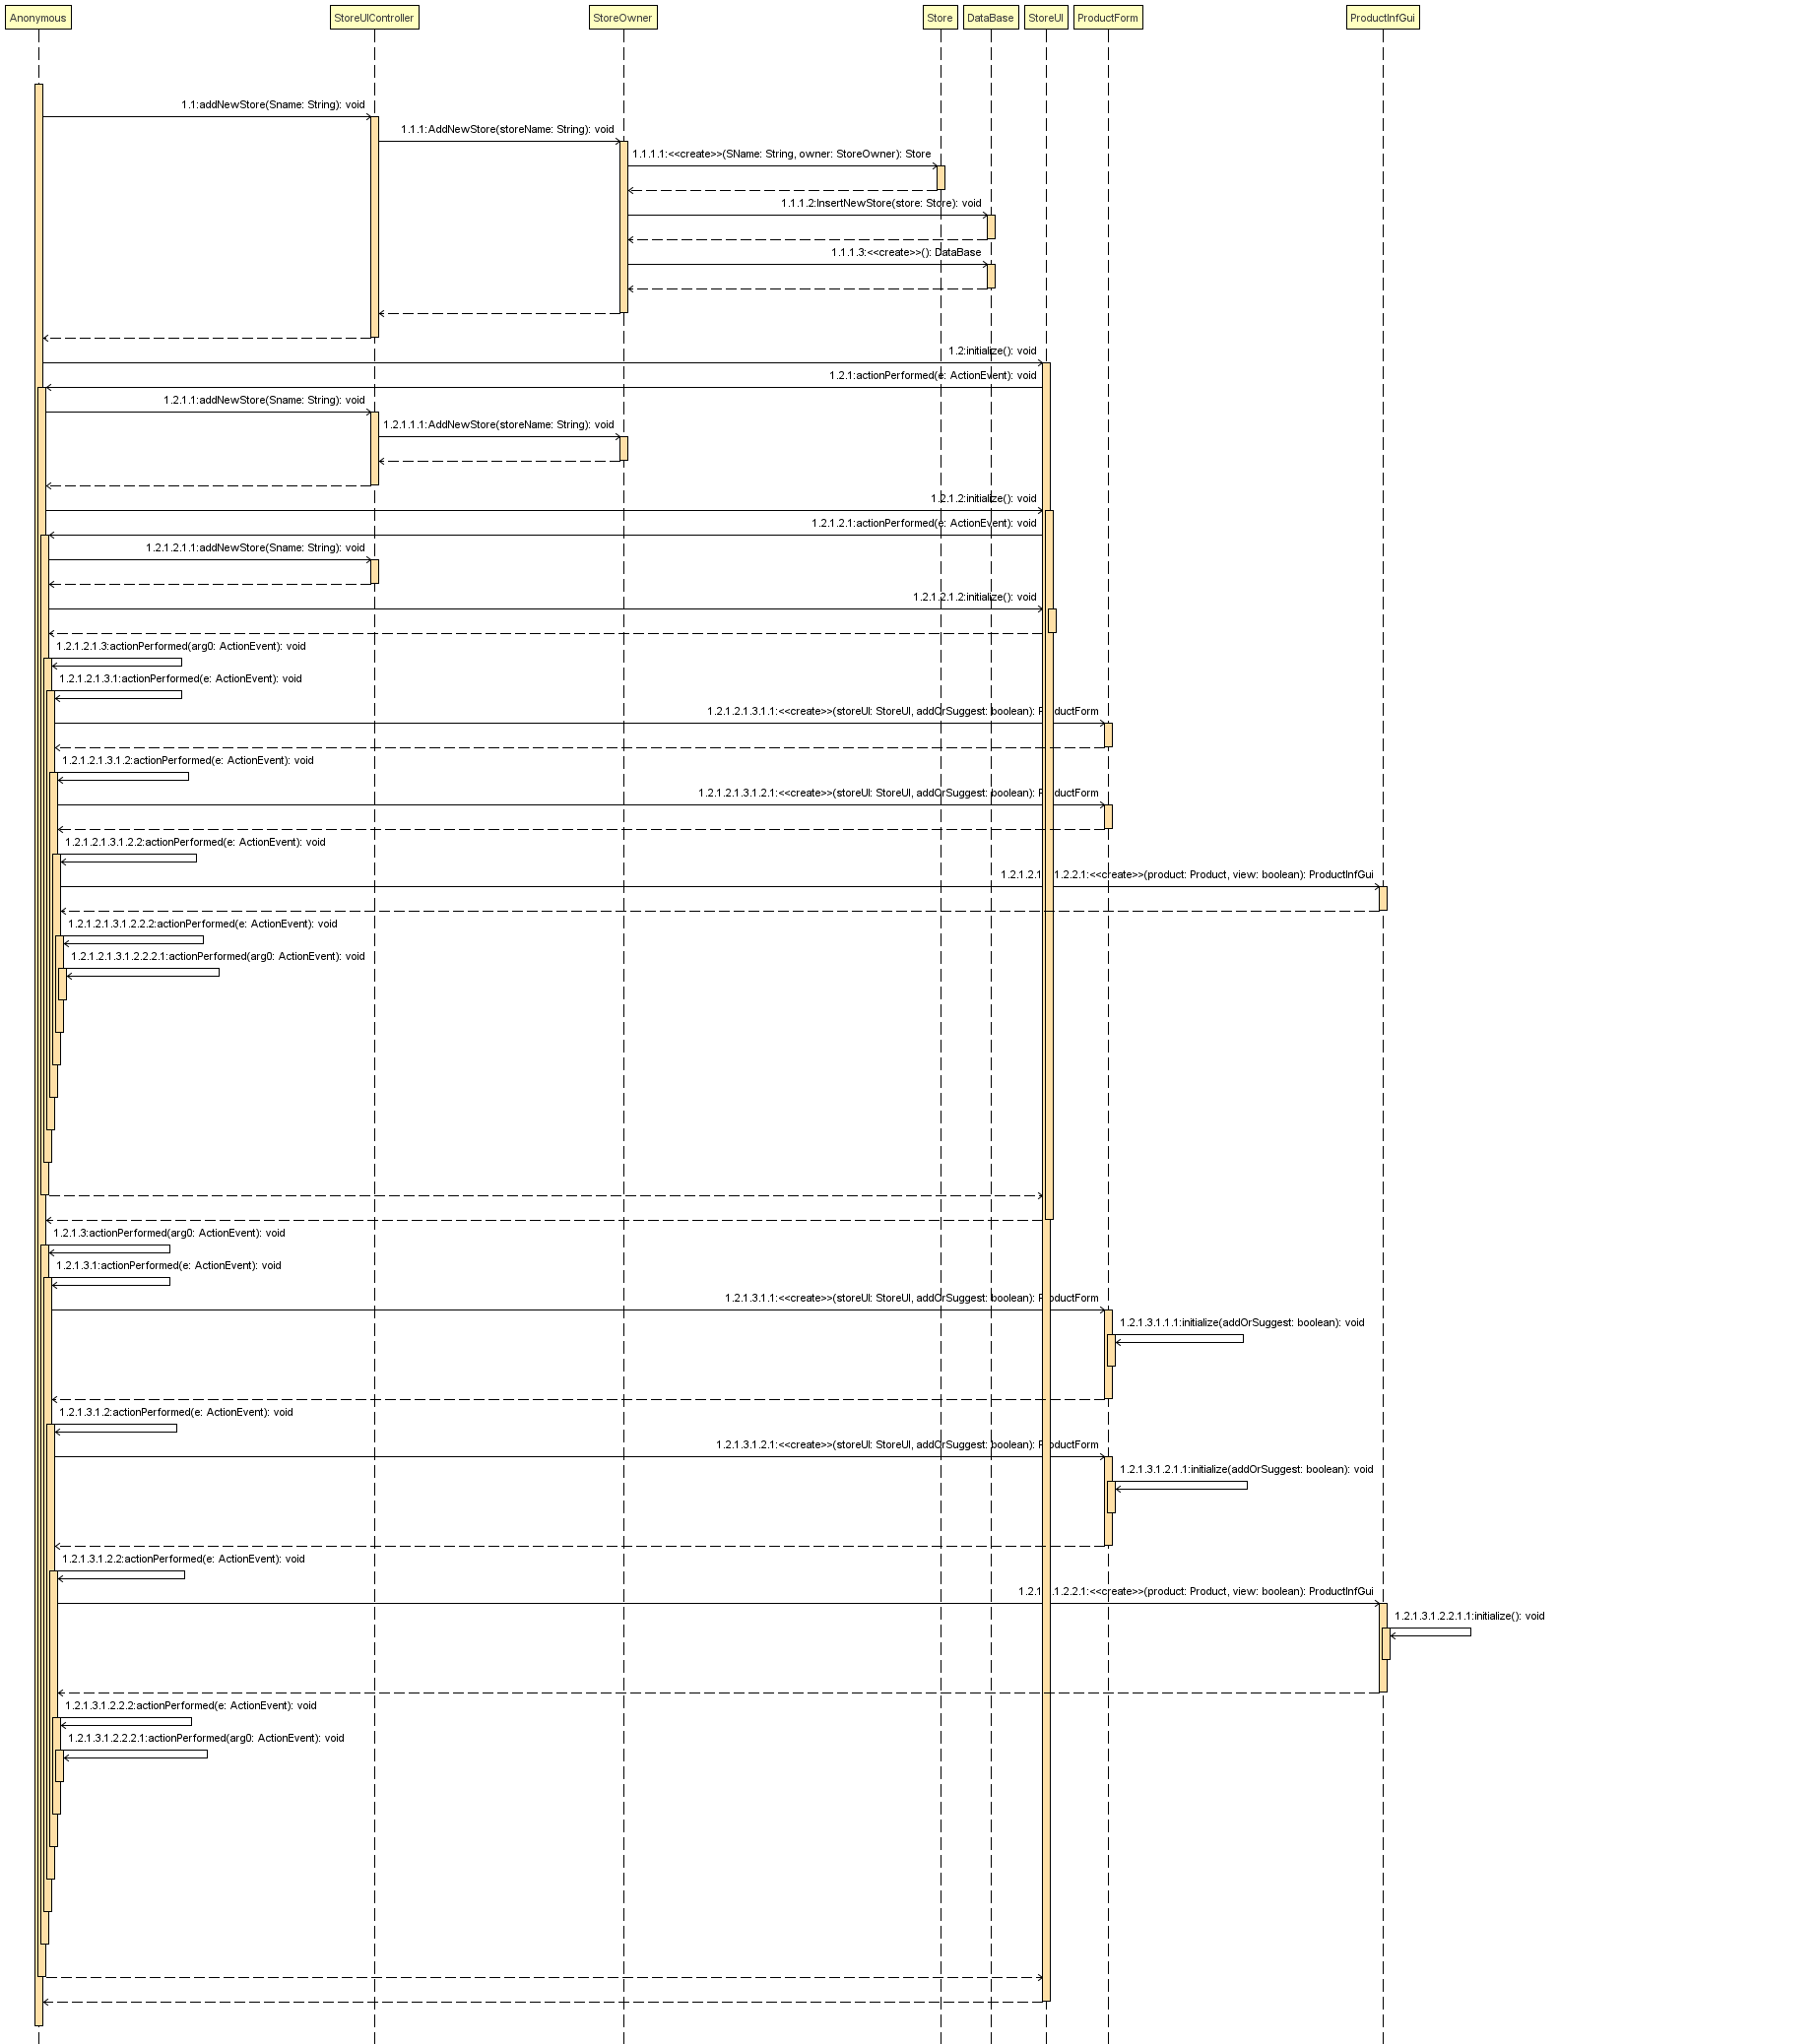 Anonymous
StoreUIController
StoreOwner
Store
DataBase
StoreUI
ProductForm
ProductInfGui
1.1:addNewStore(Sname: String): void
1.1.1:AddNewStore(storeName: String): void
1.1.1.1:<<create>>(SName: String, owner: StoreOwner): Store
1.1.1.2:InsertNewStore(store: Store): void
1.1.1.3:<<create>>(): DataBase
1.2:initialize(): void
1.2.1:actionPerformed(e: ActionEvent): void
1.2.1.1:addNewStore(Sname: String): void
1.2.1.1.1:AddNewStore(storeName: String): void
1.2.1.2:initialize(): void
1.2.1.2.1:actionPerformed(e: ActionEvent): void
1.2.1.2.1.1:addNewStore(Sname: String): void
1.2.1.2.1.2:initialize(): void
1.2.1.2.1.3:actionPerformed(arg0: ActionEvent): void
1.2.1.2.1.3.1:actionPerformed(e: ActionEvent): void
1.2.1.2.1.3.1.1:<<create>>(storeUI: StoreUI, addOrSuggest: boolean): ProductForm
1.2.1.2.1.3.1.2:actionPerformed(e: ActionEvent): void
1.2.1.2.1.3.1.2.1:<<create>>(storeUI: StoreUI, addOrSuggest: boolean): ProductForm
1.2.1.2.1.3.1.2.2:actionPerformed(e: ActionEvent): void
1.2.1.2.1.3.1.2.2.1:<<create>>(product: Product, view: boolean): ProductInfGui
1.2.1.2.1.3.1.2.2.2:actionPerformed(e: ActionEvent): void
1.2.1.2.1.3.1.2.2.2.1:actionPerformed(arg0: ActionEvent): void
1.2.1.3:actionPerformed(arg0: ActionEvent): void
1.2.1.3.1:actionPerformed(e: ActionEvent): void
1.2.1.3.1.1:<<create>>(storeUI: StoreUI, addOrSuggest: boolean): ProductForm
1.2.1.3.1.1.1:initialize(addOrSuggest: boolean): void
1.2.1.3.1.2:actionPerformed(e: ActionEvent): void
1.2.1.3.1.2.1:<<create>>(storeUI: StoreUI, addOrSuggest: boolean): ProductForm
1.2.1.3.1.2.1.1:initialize(addOrSuggest: boolean): void
1.2.1.3.1.2.2:actionPerformed(e: ActionEvent): void
1.2.1.3.1.2.2.1:<<create>>(product: Product, view: boolean): ProductInfGui
1.2.1.3.1.2.2.1.1:initialize(): void
1.2.1.3.1.2.2.2:actionPerformed(e: ActionEvent): void
1.2.1.3.1.2.2.2.1:actionPerformed(arg0: ActionEvent): void